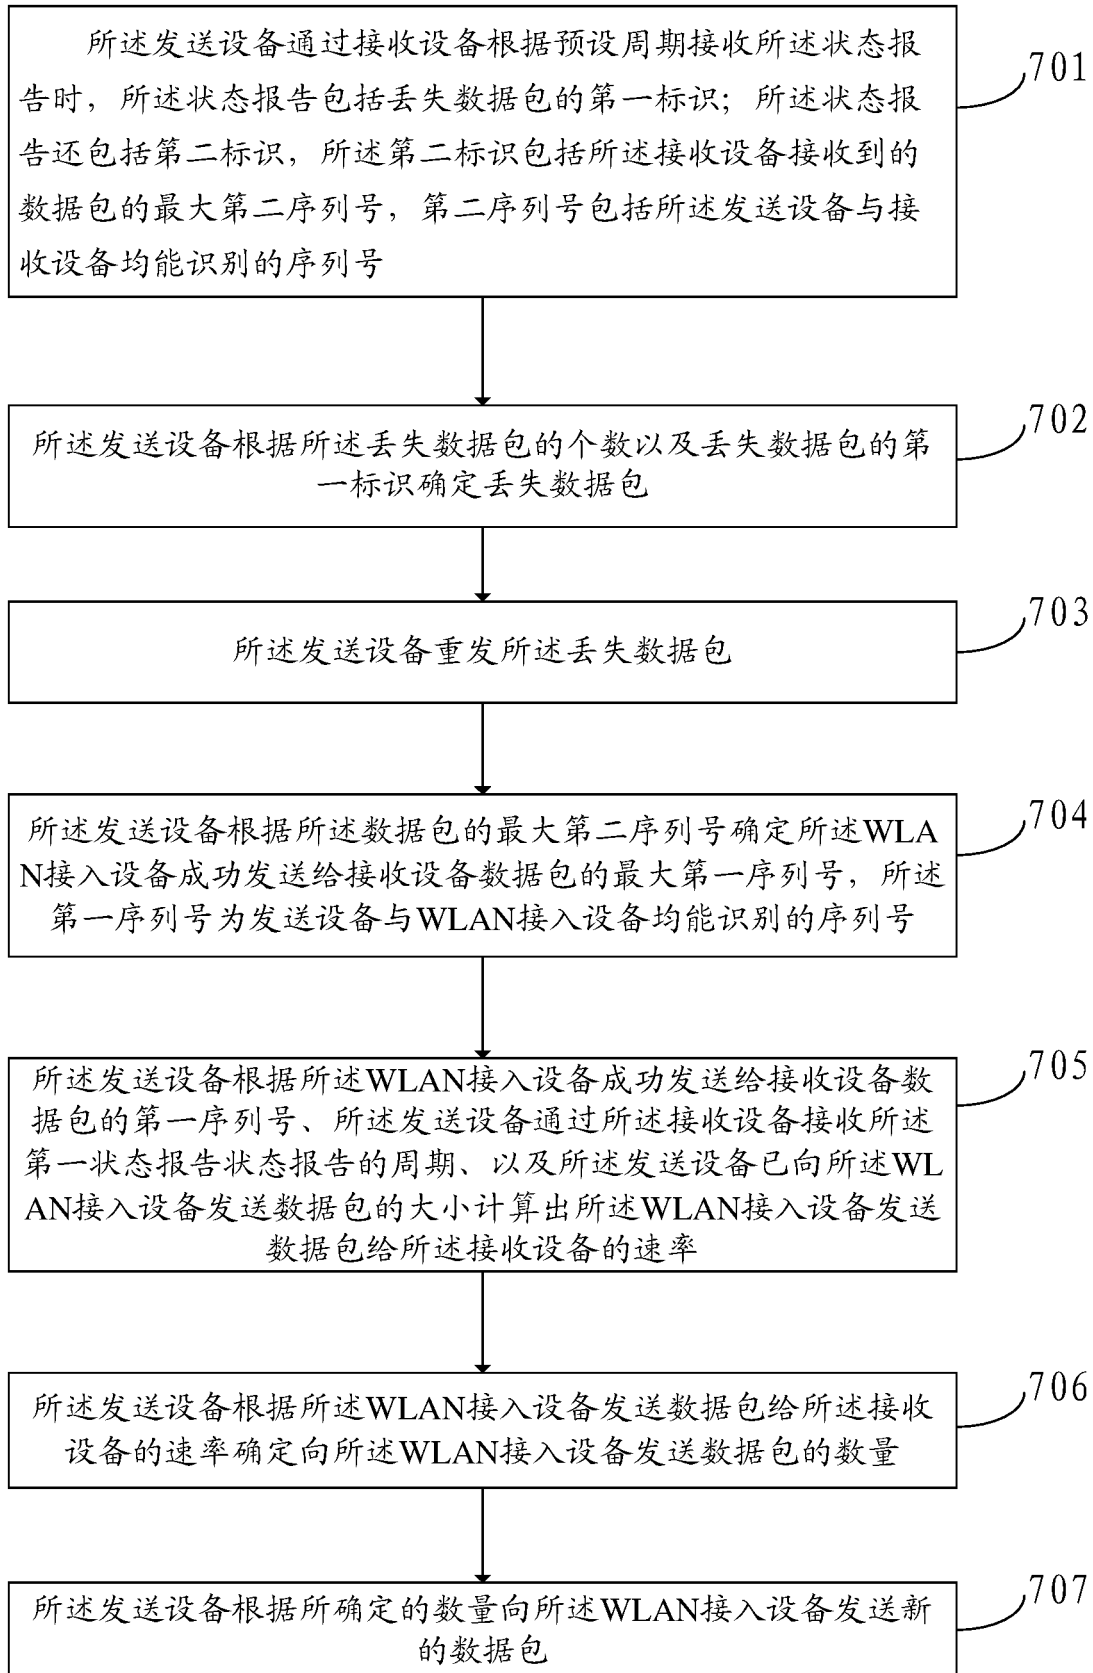 所述发送设备通过接收设备根据预设周期接收所述状态报
告时，所述状态报告包括丢失数据包的第一标识；所述状态报
告还包括第二标识，所述第二标识包括所述接收设备接收到的
数据包的最大第二序列号，第二序列号包括所述发送设备与接
收设备均能识别的序列号
701
所述发送设备根据所述丢失数据包的个数以及丢失数据包的第
一标识确定丢失数据包
702
所述发送设备重发所述丢失数据包
703
所述发送设备根据所述数据包的最大第二序列号确定所述WLA
N接入设备成功发送给接收设备数据包的最大第一序列号，所述
第一序列号为发送设备与WLAN接入设备均能识别的序列号
704
所述发送设备根据所述WLAN接入设备成功发送给接收设备数
据包的第一序列号、所述发送设备通过所述接收设备接收所述
第一状态报告状态报告的周期、以及所述发送设备已向所述WL
AN接入设备发送数据包的大小计算出所述WLAN接入设备发送
数据包给所述接收设备的速率
705
所述发送设备根据所述WLAN接入设备发送数据包给所述接收
设备的速率确定向所述WLAN接入设备发送数据包的数量
706
所述发送设备根据所确定的数量向所述WLAN接入设备发送新
的数据包
707